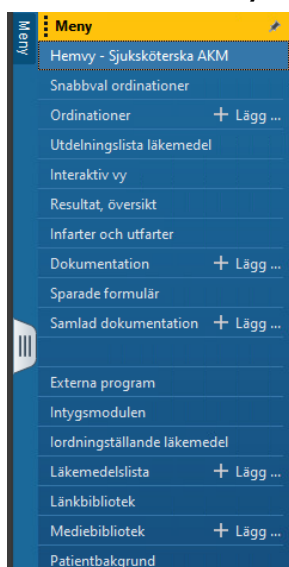 Meny
Meny
Hemvy - Sjuksköterska AKM
Snabbval ordinationer
Ordinationer + Lägg ...
Utdelningslista läkemedel
Interaktiv vy
Resultat, översikt
Infarter och utfarter
Dokumentation + Lägg ...
Sparade formulär
Samlad dokumentation + Lägg ...
Externa program
Intygsmodulen
Iordningställande läkemedel
Läkemedelslista + Lägg ...
Länkbibliotek
Mediebibliotek + Lägg ...
Patientbakgrund